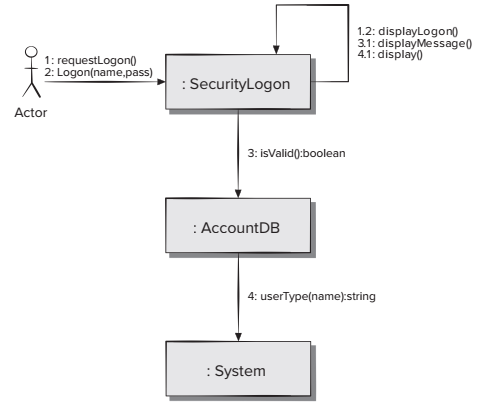 1: requestLogon()
2: Logon(name,pass)
Actor
: SecurityLogon
1.2: displayLogon()
3.1: displayMessage()
4.1: display()
3: isValid():boolean
: AccountDB
4: userType(name):string
: System